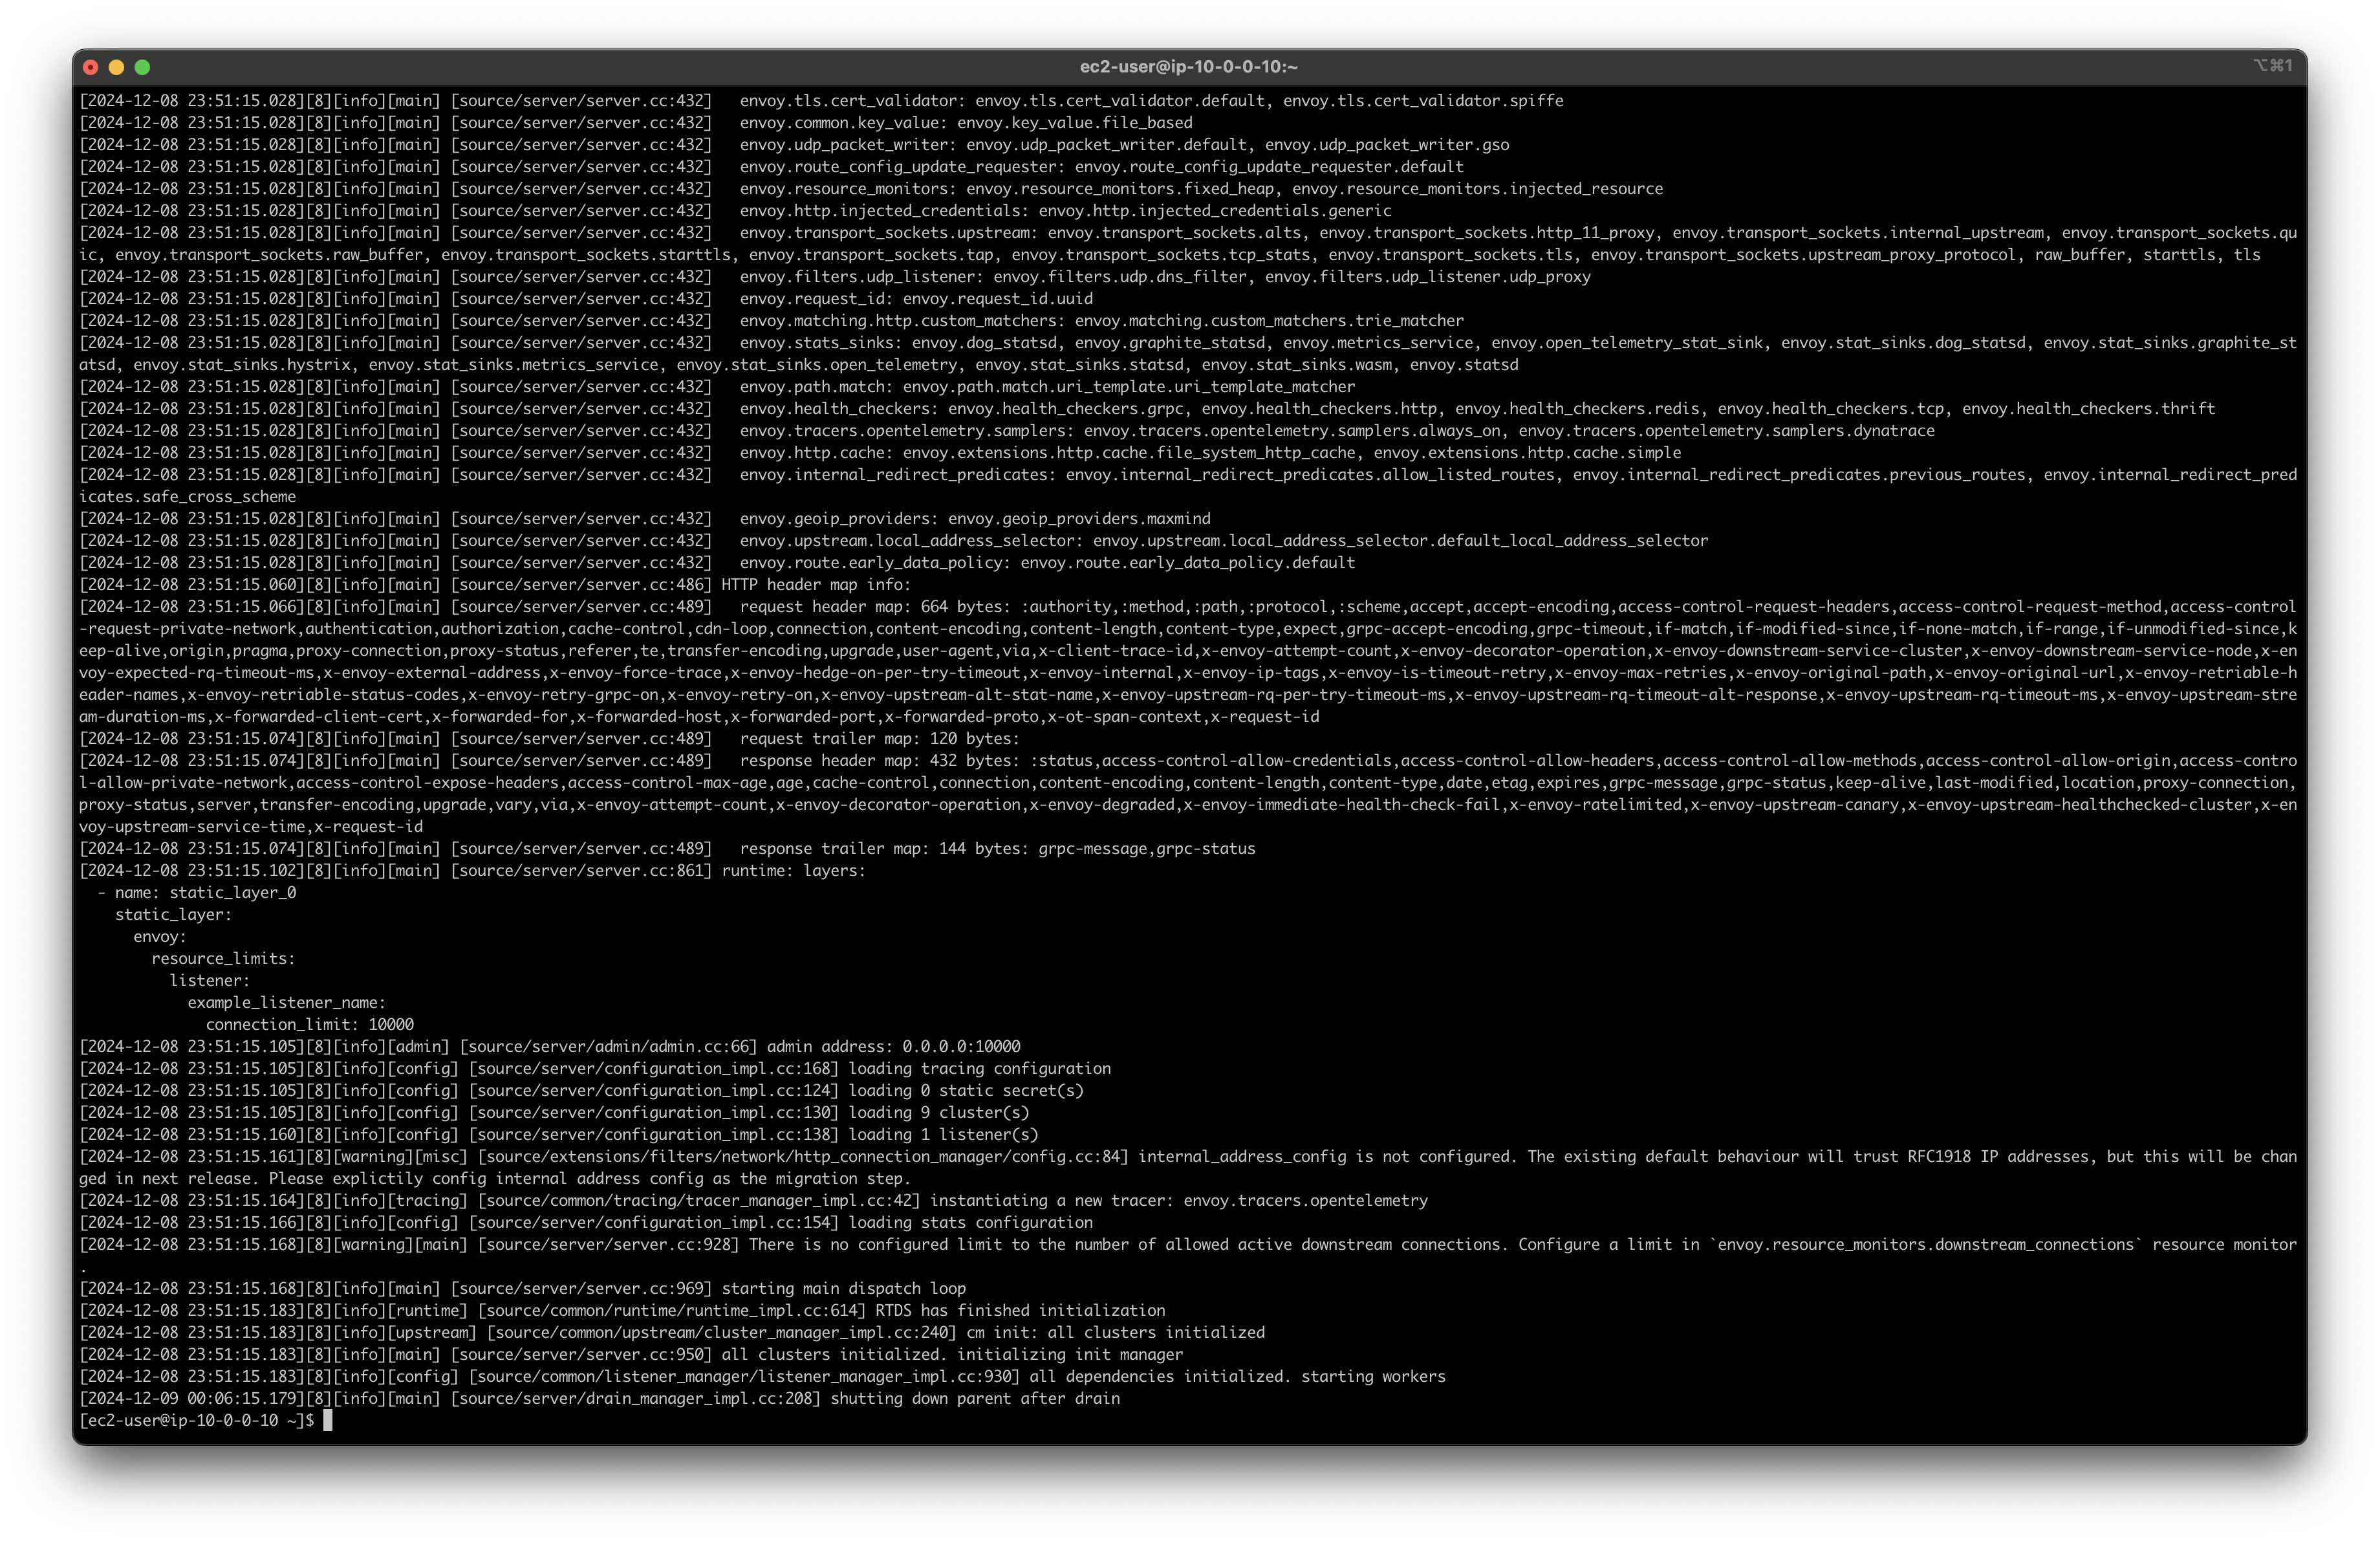 ec2-user@ip-10-0-0-10:~
⌥⌘1
[2024-12-08 23:51:15.028][8][info][main] [source/server/server.cc:432]   envoy.tls.cert_validator: envoy.tls.cert_validator.default, envoy.tls.cert_validator.spiffe
[2024-12-08 23:51:15.028][8][info][main] [source/server/server.cc:432]   envoy.common.key_value: envoy.key_value.file_based
[2024-12-08 23:51:15.028][8][info][main] [source/server/server.cc:432]   envoy.udp_packet_writer: envoy.udp_packet_writer.default, envoy.udp_packet_writer.gso
[2024-12-08 23:51:15.028][8][info][main] [source/server/server.cc:432]   envoy.route_config_update_requester: envoy.route_config_update_requester.default
[2024-12-08 23:51:15.028][8][info][main] [source/server/server.cc:432]   envoy.resource_monitors: envoy.resource_monitors.fixed_heap, envoy.resource_monitors.injected_resource
[2024-12-08 23:51:15.028][8][info][main] [source/server/server.cc:432]   envoy.http.injected_credentials: envoy.http.injected_credentials.generic
[2024-12-08 23:51:15.028][8][info][main] [source/server/server.cc:432]   envoy.transport_sockets.upstream: envoy.transport_sockets.alts, envoy.transport_sockets.http_11_proxy, envoy.transport_sockets.internal_upstream, envoy.transport_sockets.qu
ic, envoy.transport_sockets.raw_buffer, envoy.transport_sockets.starttls, envoy.transport_sockets.tap, envoy.transport_sockets.tcp_stats, envoy.transport_sockets.tls, envoy.transport_sockets.upstream_proxy_protocol, raw_buffer, starttls, tls
[2024-12-08 23:51:15.028][8][info][main] [source/server/server.cc:432]   envoy.filters.udp_listener: envoy.filters.udp.dns_filter, envoy.filters.udp_listener.udp_proxy
[2024-12-08 23:51:15.028][8][info][main] [source/server/server.cc:432]   envoy.request_id: envoy.request_id.uuid
[2024-12-08 23:51:15.028][8][info][main] [source/server/server.cc:432]   envoy.matching.http.custom_matchers: envoy.matching.custom_matchers.trie_matcher
[2024-12-08 23:51:15.028][8][info][main] [source/server/server.cc:432]   envoy.stats_sinks: envoy.dog_statsd, envoy.graphite_statsd, envoy.metrics_service, envoy.open_telemetry_stat_sink, envoy.stat_sinks.dog_statsd, envoy.stat_sinks.graphite_st
atsd, envoy.stat_sinks.hystrix, envoy.stat_sinks.metrics_service, envoy.stat_sinks.open_telemetry, envoy.stat_sinks.statsd, envoy.stat_sinks.wasm, envoy.statsd
[2024-12-08 23:51:15.028][8][info][main] [source/server/server.cc:432]   envoy.path.match: envoy.path.match.uri_template.uri_template_matcher
[2024-12-08 23:51:15.028][8][info][main] [source/server/server.cc:432]   envoy.health_checkers: envoy.health_checkers.grpc, envoy.health_checkers.http, envoy.health_checkers.redis, envoy.health_checkers.tcp, envoy.health_checkers.thrift
[2024-12-08 23:51:15.028][8][info][main] [source/server/server.cc:432]   envoy.tracers.opentelemetry.samplers: envoy.tracers.opentelemetry.samplers.always_on, envoy.tracers.opentelemetry.samplers.dynatrace
[2024-12-08 23:51:15.028][8][info][main] [source/server/server.cc:432]   envoy.http.cache: envoy.extensions.http.cache.file_system_http_cache, envoy.extensions.http.cache.simple
[2024-12-08 23:51:15.028][8][info][main] [source/server/server.cc:432]   envoy.internal_redirect_predicates: envoy.internal_redirect_predicates.allow_listed_routes, envoy.internal_redirect_predicates.previous_routes, envoy.internal_redirect_pred
icates.safe_cross_scheme
[2024-12-08 23:51:15.028][8][info][main] [source/server/server.cc:432]   envoy.geoip_providers: envoy.geoip_providers.maxmind
[2024-12-08 23:51:15.028][8][info][main] [source/server/server.cc:432]   envoy.upstream.local_address_selector: envoy.upstream.local_address_selector.default_local_address_selector
[2024-12-08 23:51:15.028][8][info][main] [source/server/server.cc:432]   envoy.route.early_data_policy: envoy.route.early_data_policy.default
[2024-12-08 23:51:15.060][8][info][main] [source/server/server.cc:486] HTTP header map info:
[2024-12-08 23:51:15.066][8][info][main] [source/server/server.cc:489]   request header map: 664 bytes: :authority,:method,:path,:protocol,:scheme,accept,accept-encoding,access-control-request-headers,access-control-request-method,access-control
-request-private-network,authentication,authorization,cache-control,cdn-loop,connection,content-encoding,content-length,content-type,expect,grpc-accept-encoding,grpc-timeout,if-match,if-modified-since,if-none-match,if-range,if-unmodified-since,k
eep-alive,origin,pragma,proxy-connection,proxy-status,referer,te,transfer-encoding,upgrade,user-agent,via,x-client-trace-id,x-envoy-attempt-count,x-envoy-decorator-operation,x-envoy-downstream-service-cluster,x-envoy-downstream-service-node,x-en
voy-expected-rq-timeout-ms,x-envoy-external-address,x-envoy-force-trace,x-envoy-hedge-on-per-try-timeout,x-envoy-internal,x-envoy-ip-tags,x-envoy-is-timeout-retry,x-envoy-max-retries,x-envoy-original-path,x-envoy-original-url,x-envoy-retriable-h
eader-names,x-envoy-retriable-status-codes,x-envoy-retry-grpc-on,x-envoy-retry-on,x-envoy-upstream-alt-stat-name,x-envoy-upstream-rq-per-try-timeout-ms,x-envoy-upstream-rq-timeout-alt-response,x-envoy-upstream-rq-timeout-ms,x-envoy-upstream-stre
am-duration-ms,x-forwarded-client-cert,x-forwarded-for,x-forwarded-host,x-forwarded-port,x-forwarded-proto,x-ot-span-context,x-request-id
[2024-12-08 23:51:15.074][8][info][main] [source/server/server.cc:489]   request trailer map: 120 bytes:
[2024-12-08 23:51:15.074][8][info][main] [source/server/server.cc:489]   response header map: 432 bytes: :status,access-control-allow-credentials,access-control-allow-headers,access-control-allow-methods,access-control-allow-origin,access-contro
l-allow-private-network,access-control-expose-headers,access-control-max-age,age,cache-control,connection,content-encoding,content-length,content-type,date,etag,expires,grpc-message,grpc-status,keep-alive,last-modified,location,proxy-connection,
proxy-status,server,transfer-encoding,upgrade,vary,via,x-envoy-attempt-count,x-envoy-decorator-operation,x-envoy-degraded,x-envoy-immediate-health-check-fail,x-envoy-ratelimited,x-envoy-upstream-canary,x-envoy-upstream-healthchecked-cluster,x-en
voy-upstream-service-time,x-request-id
[2024-12-08 23:51:15.074][8][info][main] [source/server/server.cc:489]   response trailer map: 144 bytes: grpc-message,grpc-status
[2024-12-08 23:51:15.102][8][info][main] [source/server/server.cc:861] runtime: layers:
  - name: static_layer_0
    static_layer:
      envoy:
        resource_limits:
          listener:
            example_listener_name:
              connection_limit: 10000
[2024-12-08 23:51:15.105][8][info][admin] [source/server/admin/admin.cc:66] admin address: 0.0.0.0:10000
[2024-12-08 23:51:15.105][8][info][config] [source/server/configuration_impl.cc:168] loading tracing configuration
[2024-12-08 23:51:15.105][8][info][config] [source/server/configuration_impl.cc:124] loading 0 static secret(s)
[2024-12-08 23:51:15.105][8][info][config] [source/server/configuration_impl.cc:130] loading 9 cluster(s)
[2024-12-08 23:51:15.160][8][info][config] [source/server/configuration_impl.cc:138] loading 1 listener(s)
[2024-12-08 23:51:15.161][8][warning][misc] [source/extensions/filters/network/http_connection_manager/config.cc:84] internal_address_config is not configured. The existing default behaviour will trust RFC1918 IP addresses, but this will be chan
ged in next release. Please explictily config internal address config as the migration step.
[2024-12-08 23:51:15.164][8][info][tracing] [source/common/tracing/tracer_manager_impl.cc:42] instantiating a new tracer: envoy.tracers.opentelemetry
[2024-12-08 23:51:15.166][8][info][config] [source/server/configuration_impl.cc:154] loading stats configuration
[2024-12-08 23:51:15.168][8][warning][main] [source/server/server.cc:928] There is no configured limit to the number of allowed active downstream connections. Configure a limit in `envoy.resource_monitors.downstream_connections` resource monitor
.
[2024-12-08 23:51:15.168][8][info][main] [source/server/server.cc:969] starting main dispatch loop
[2024-12-08 23:51:15.183][8][info][runtime] [source/common/runtime/runtime_impl.cc:614] RTDS has finished initialization
[2024-12-08 23:51:15.183][8][info][upstream] [source/common/upstream/cluster_manager_impl.cc:240] cm init: all clusters initialized
[2024-12-08 23:51:15.183][8][info][main] [source/server/server.cc:950] all clusters initialized. initializing init manager
[2024-12-08 23:51:15.183][8][info][config] [source/common/listener_manager/listener_manager_impl.cc:930] all dependencies initialized. starting workers
[2024-12-09 00:06:15.179][8][info][main] [source/server/drain_manager_impl.cc:208] shutting down parent after drain
[ec2-user@ip-10-0-0-10 ~]$